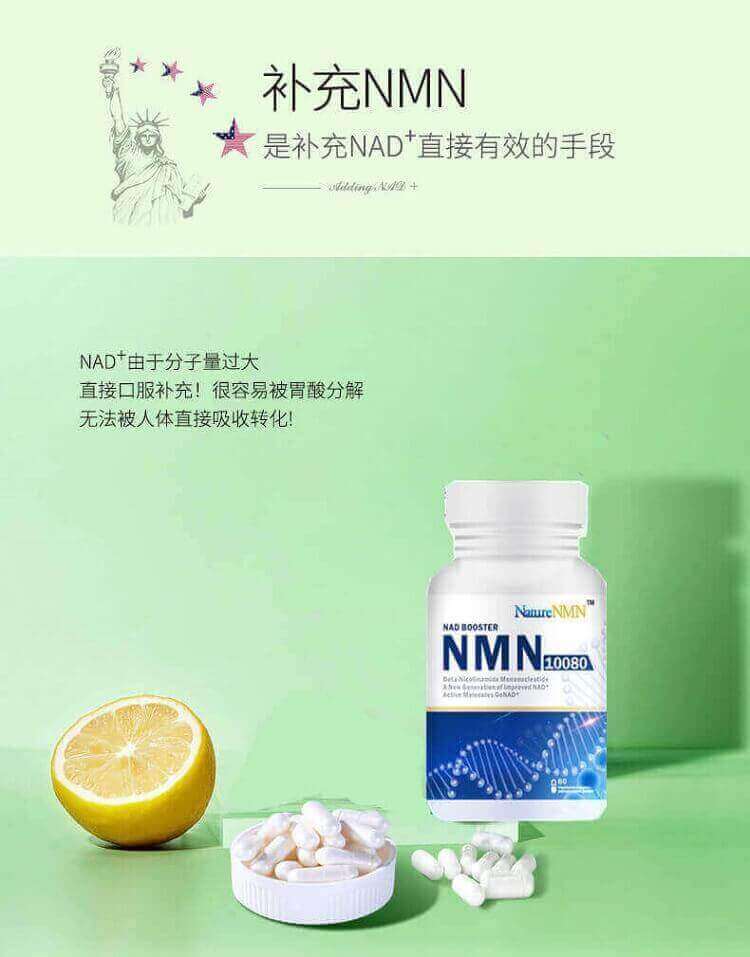 补充NMN
是补充NAD⁺直接有效的手段
Adding NAD +
NAD⁺由于分子量过大
直接口服补充！很容易被胃酸分解
无法被人体直接吸收转化!
NatureNMN™
NAD BOOSTER
NMN 10080
Beta-Nicotinamide Mononucleotide
A New Generation of Improved NAD⁺
Active Molecules GoNAD⁺
60